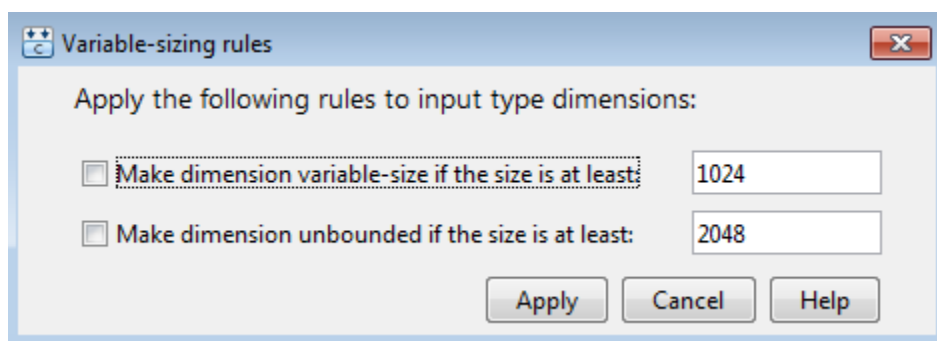 Variable-sizing rules
Apply the following rules to input type dimensions:
Make dimension variable-size if the size is at least: 1024
Make dimension unbounded if the size is at least: 2048
Apply Cancel Help